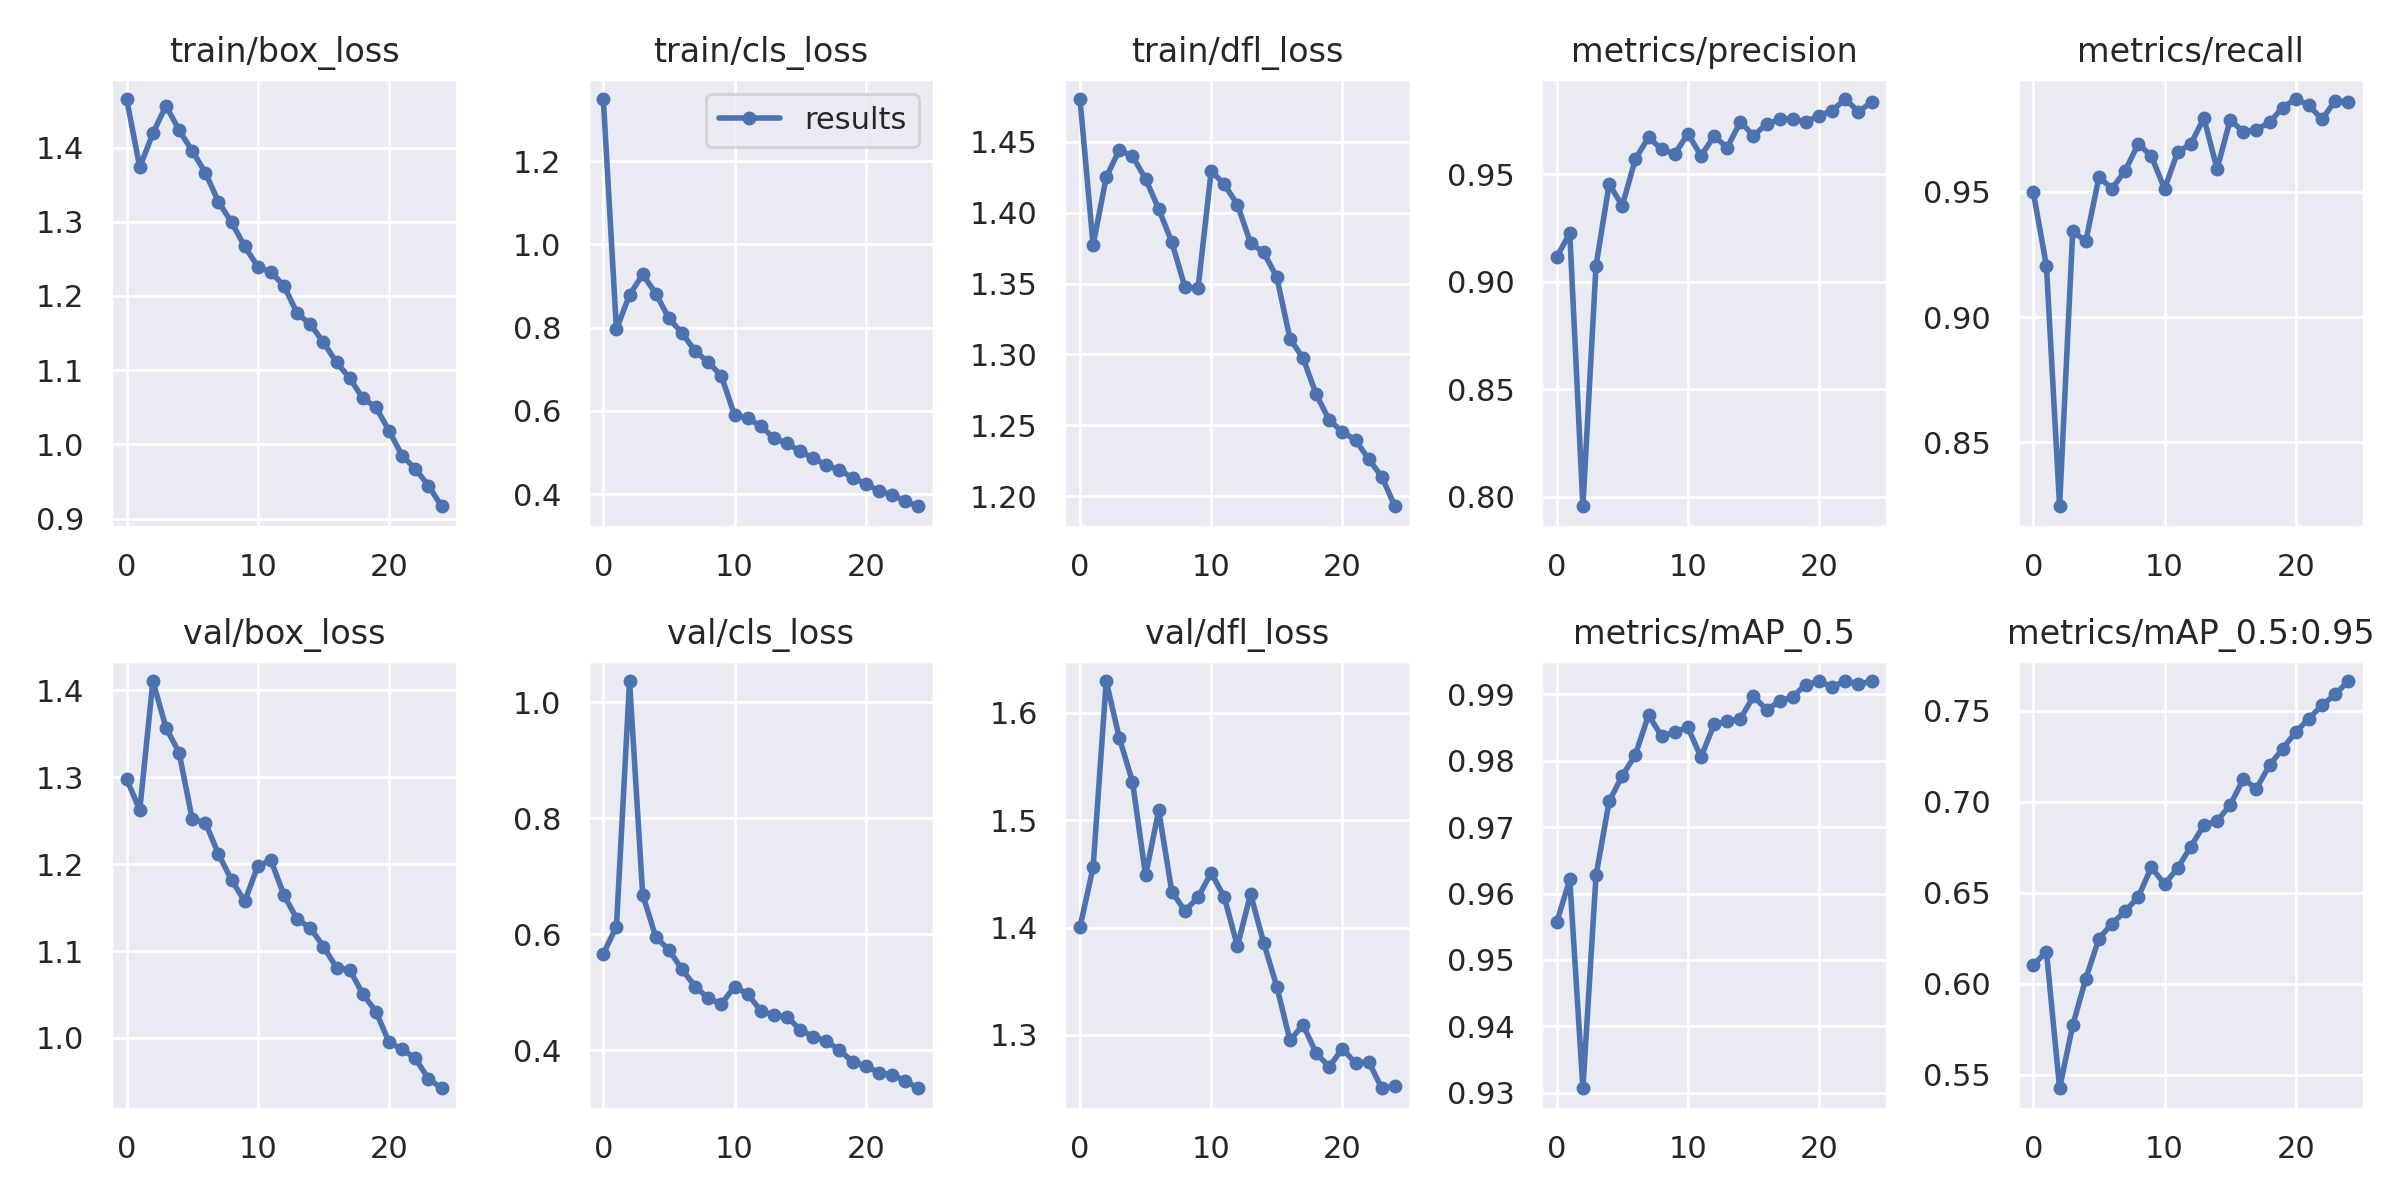 train/box_loss
1.4
1.3
1.2
1.1
1.0
0.9
0 10 20
train/cls_loss
results
1.2
1.0
0.8
0.6
0.4
0 10 20
train/dfl_loss
1.45
1.40
1.35
1.30
1.25
1.20
0 10 20
metrics/precision
0.95
0.90
0.85
0.80
0 10 20
metrics/recall
0.95
0.90
0.85
0 10 20
val/box_loss
1.4
1.3
1.2
1.1
1.0
0 10 20
val/cls_loss
1.0
0.8
0.6
0.4
0 10 20
val/dfl_loss
1.6
1.5
1.4
1.3
0 10 20
metrics/mAP_0.5
0.99
0.98
0.97
0.96
0.95
0.94
0.93
0 10 20
metrics/mAP_0.5:0.95
0.75
0.70
0.65
0.60
0.55
0 10 20